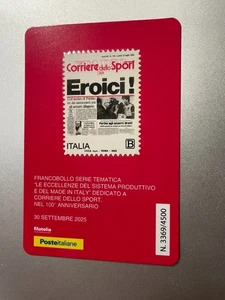 Corriere dello Sport
Eroici!
ITALIA
B
FRANCOBOLLO SERIE TEMATICA
"LE ECCELLENZE DEL SISTEMA PRODUTTIVO
E DEL MADE IN ITALY" DEDICATO A
CORRIERE DELLO SPORT,
NEL 100° ANNIVERSARIO
30 SETTEMBRE 2025
filatelia
Posteitaliane
N. 3369/4500